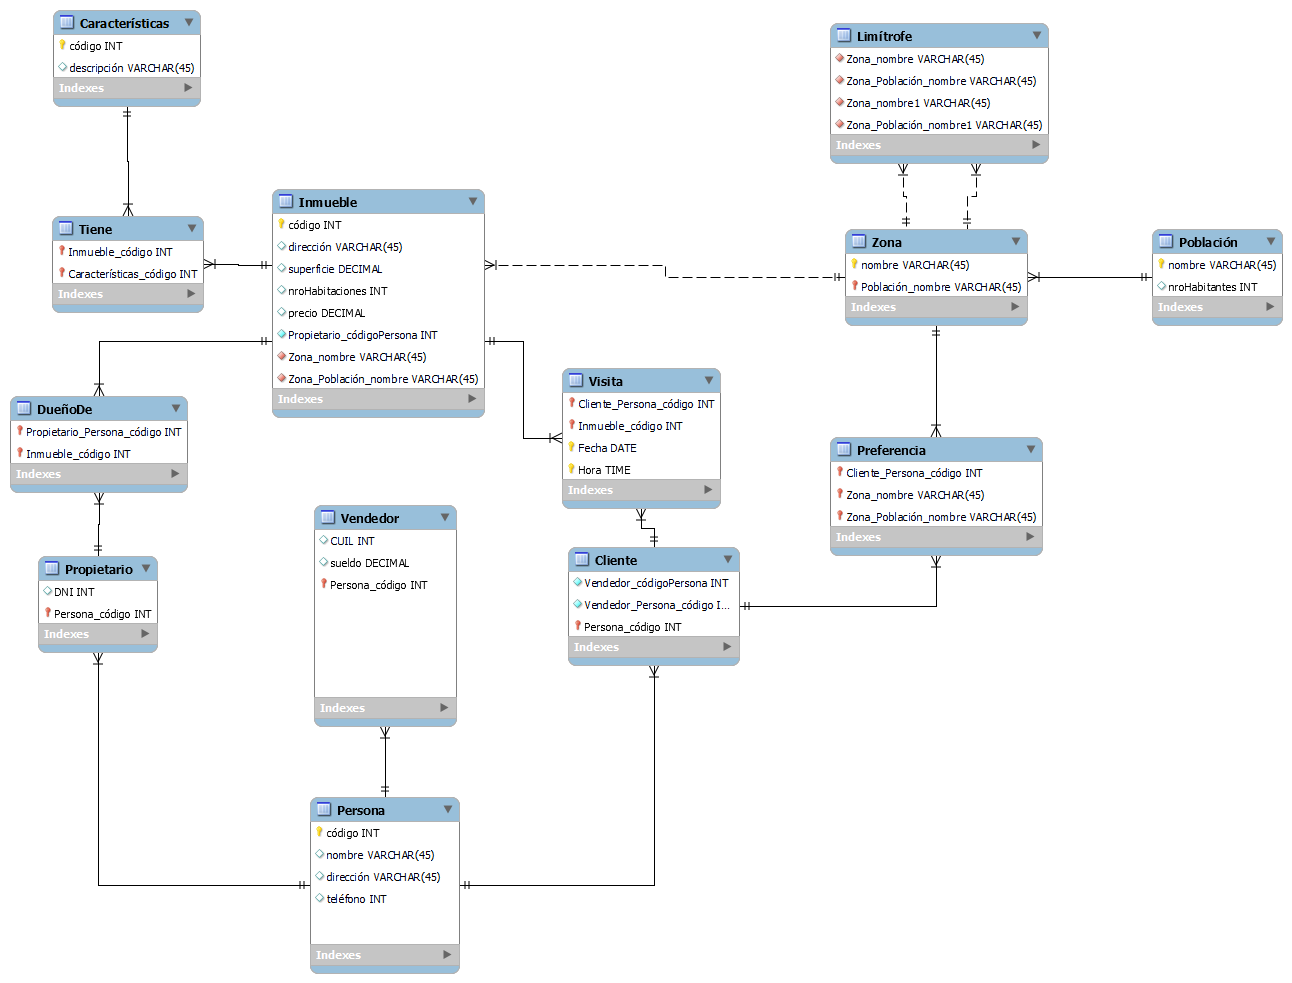 Características
código INT
descripción VARCHAR(45)
Indexes
Limítrofe
Zona_nombre VARCHAR(45)
Zona_Población_nombre VARCHAR(45)
Zona_nombre1 VARCHAR(45)
Zona_Población_nombre1 VARCHAR(45)
Indexes
Tiene
Inmueble_código INT
Características_código INT
Indexes
Inmueble
código INT
dirección VARCHAR(45)
superficie DECIMAL
nroHabitaciones INT
precio DECIMAL
Propietario_códigoPersona INT
Zona_nombre VARCHAR(45)
Zona_Población_nombre VARCHAR(45)
Indexes
Zona
nombre VARCHAR(45)
Población_nombre VARCHAR(45)
Indexes
Población
nombre VARCHAR(45)
nroHabitantes INT
Indexes
DueñoDe
Propietario_Persona_código INT
Inmueble_código INT
Indexes
Visita
Cliente_Persona_código INT
Inmueble_código INT
Fecha DATE
Hora TIME
Indexes
Preferencia
Cliente_Persona_código INT
Zona_nombre VARCHAR(45)
Zona_Población_nombre VARCHAR(45)
Indexes
Vendedor
CUIL INT
sueldo DECIMAL
Persona_código INT
Indexes
Propietario
DNI INT
Persona_código INT
Indexes
Cliente
Vendedor_códigoPersona INT
Vendedor_Persona_código I...
Persona_código INT
Indexes
Persona
código INT
nombre VARCHAR(45)
dirección VARCHAR(45)
teléfono INT
Indexes